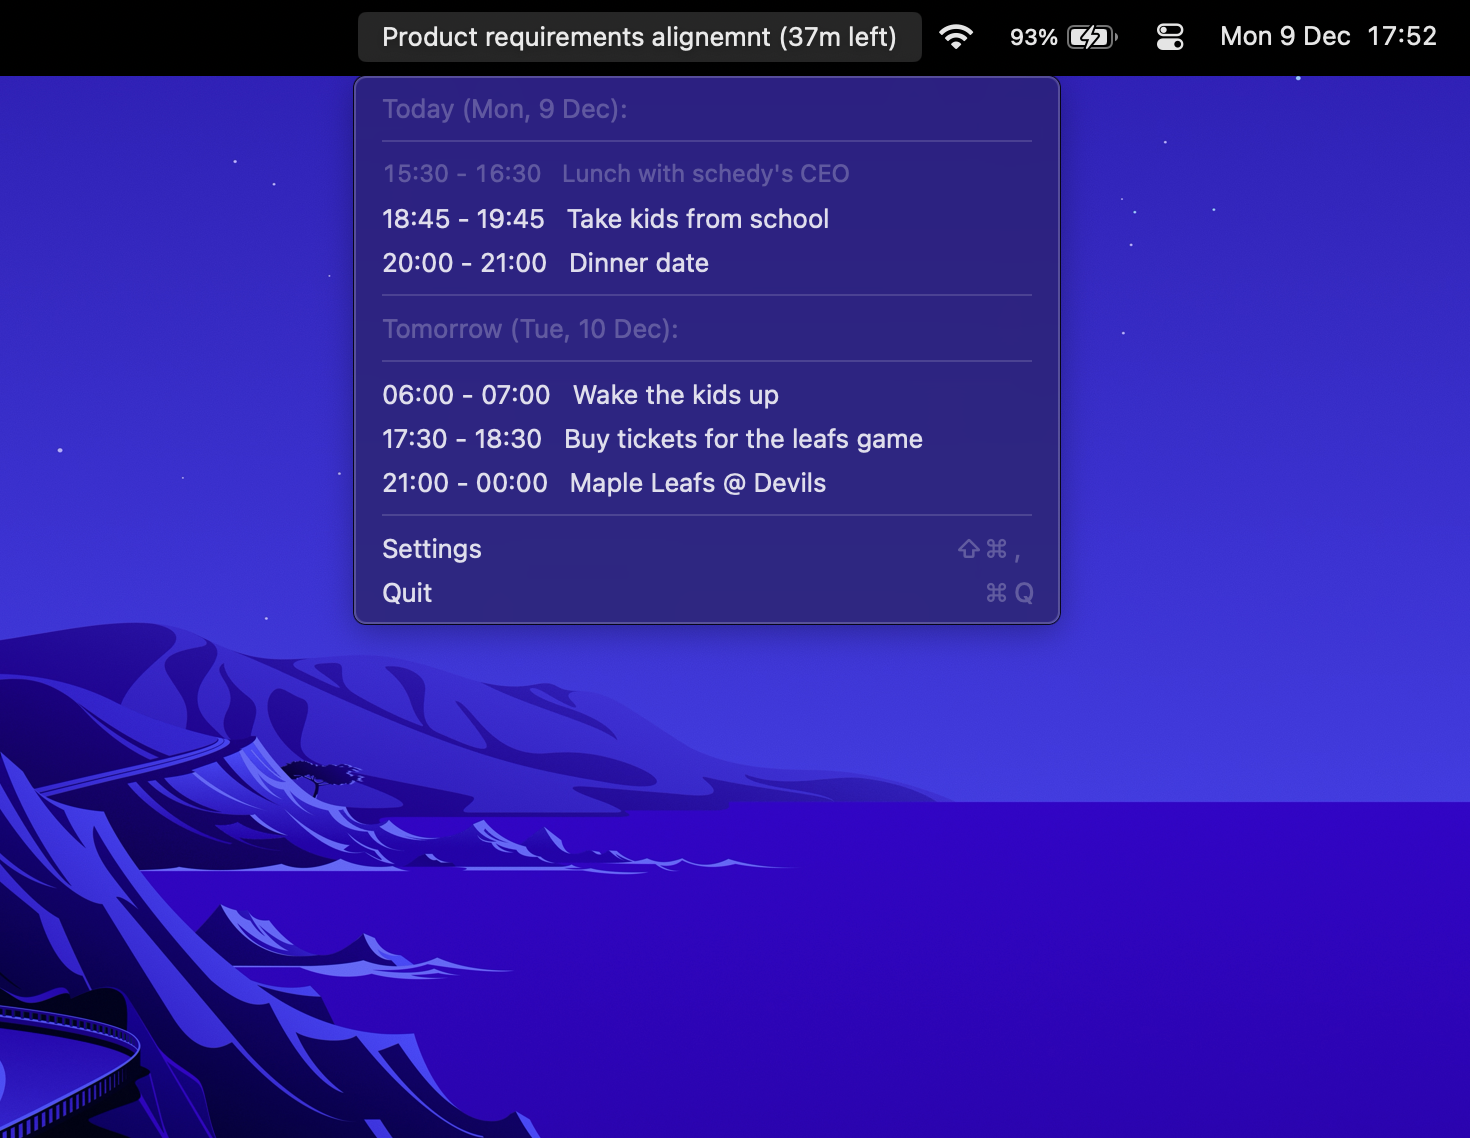 Product requirements alignemnt (37m left) 93% Mon 9 Dec 17:52
Today (Mon, 9 Dec):
15:30 - 16:30 Lunch with schedy's CEO
18:45 - 19:45 Take kids from school
20:00 - 21:00 Dinner date
Tomorrow (Tue, 10 Dec):
06:00 - 07:00 Wake the kids up
17:30 - 18:30 Buy tickets for the leafs game
21:00 - 00:00 Maple Leafs @ Devils
Settings ⇧⌘,
Quit ⌘Q